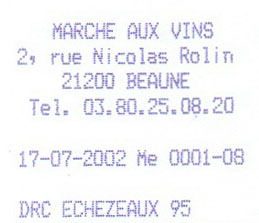 MARCHE AUX VINS
2, rue Nicolas Rolin
21200 BEAUNE
Tel. 03.80.25.08.20
17-07-2002 Me 0001-08
DRC ECHEZEAUX 95